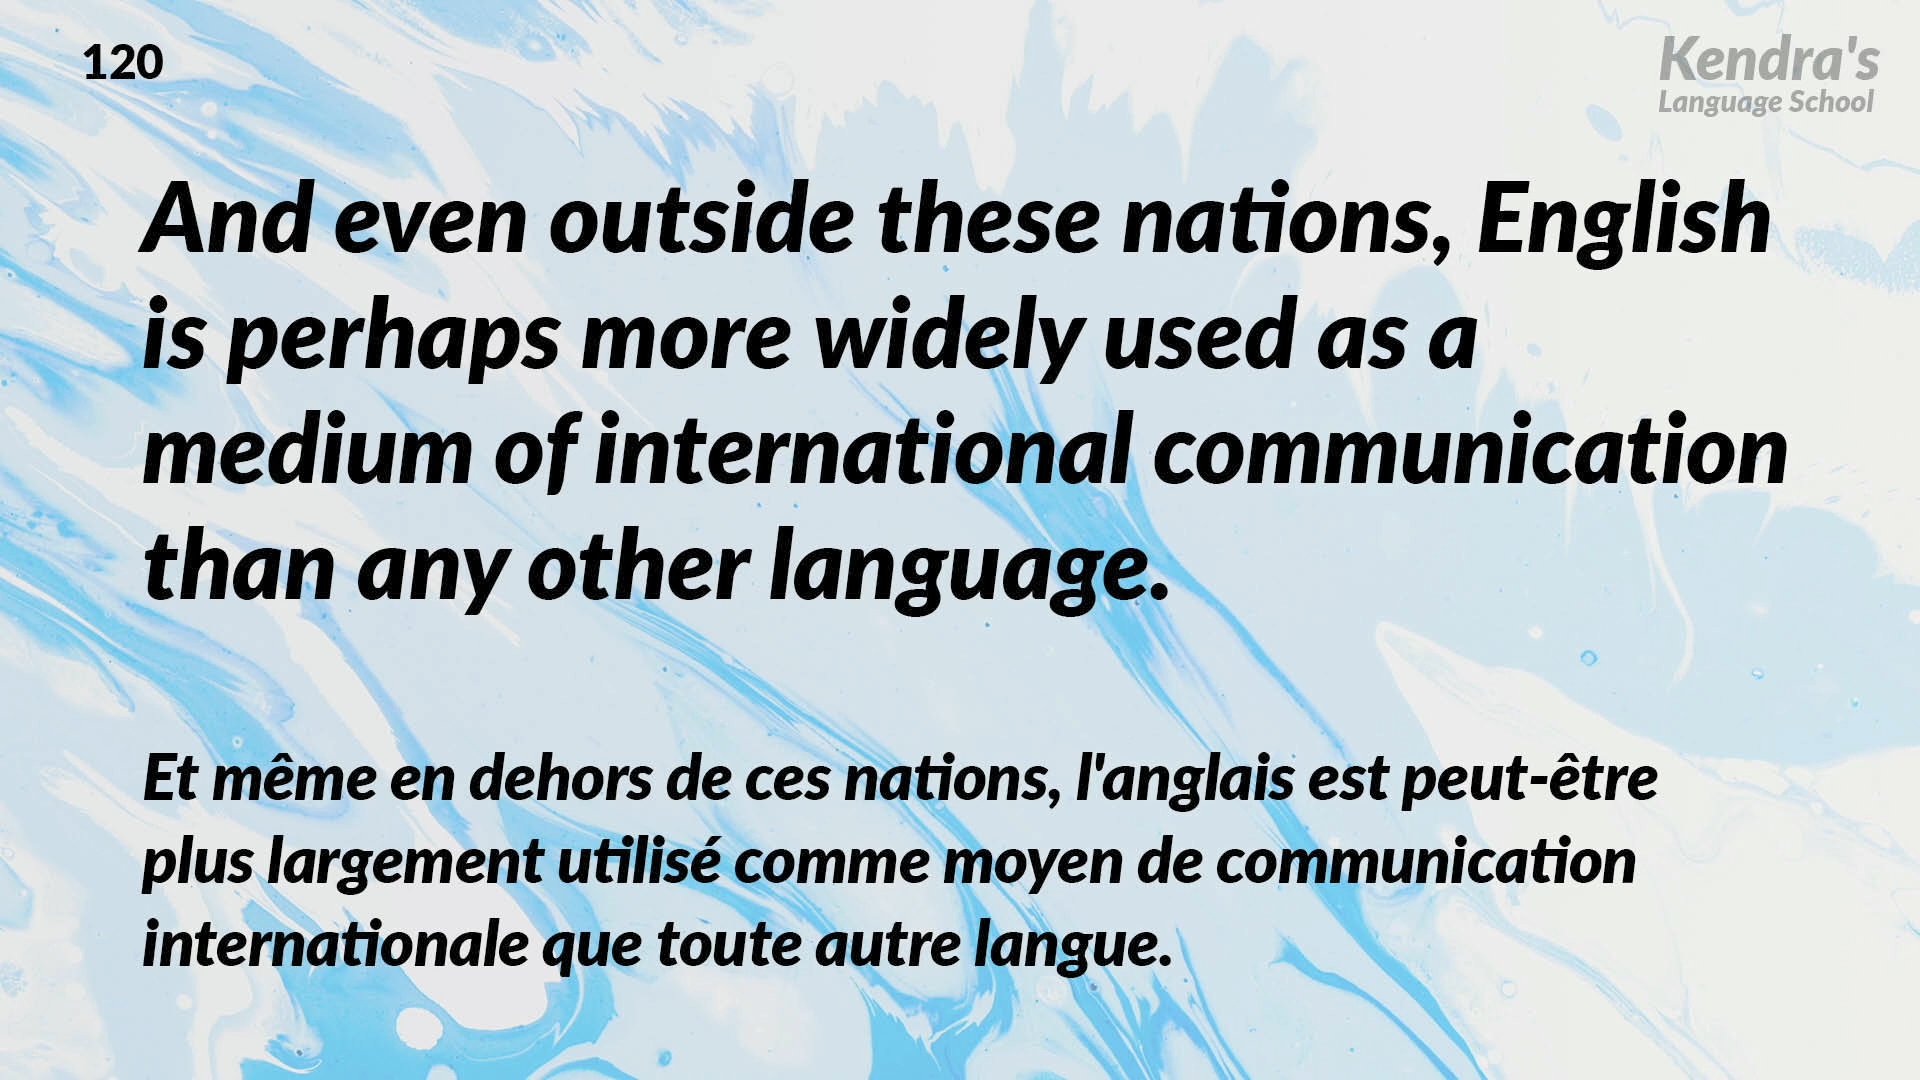 120
Kendra's
Language School
And even outside these nations, English
is perhaps more widely used as a
medium of international communication
than any other language.
Et même en dehors de ces nations, l'anglais est peut-être
plus largement utilisé comme moyen de communication
internationale que toute autre langue.